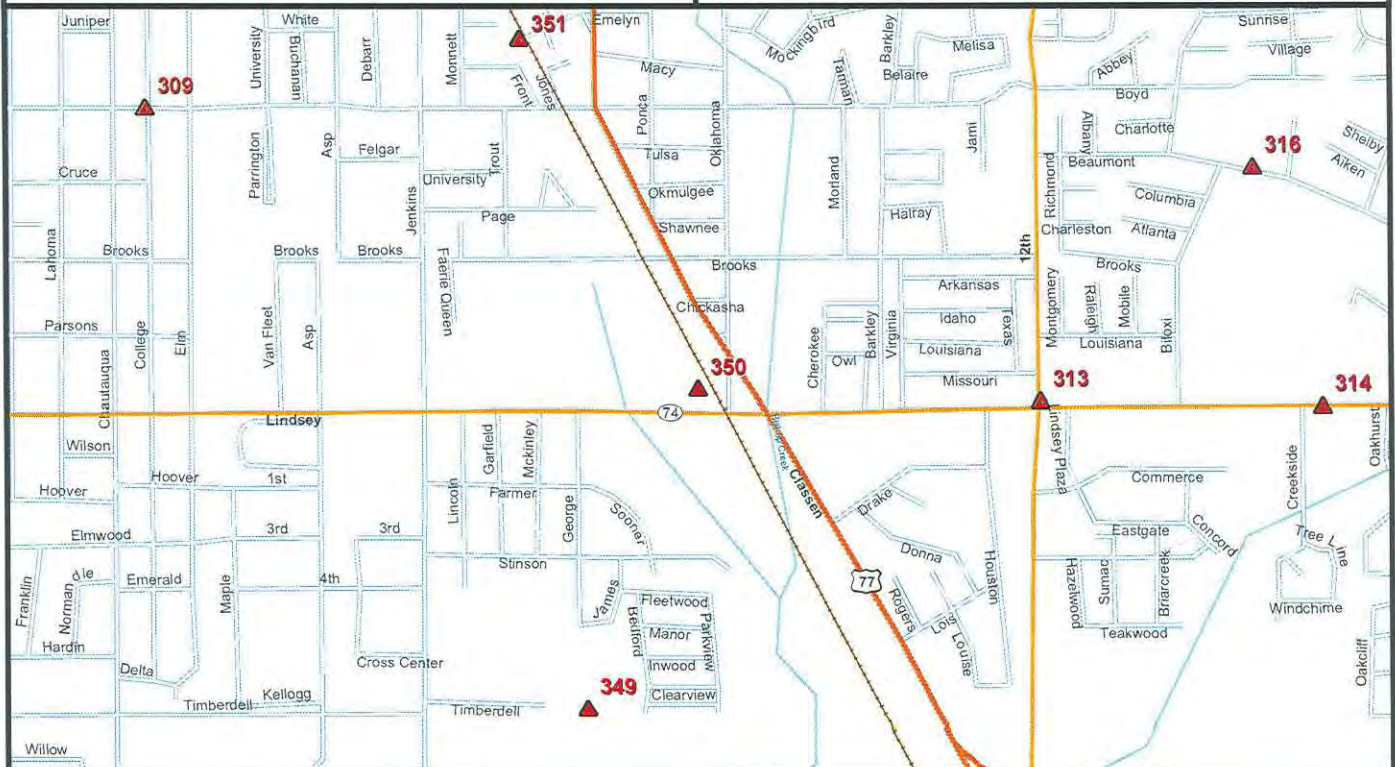 Juniper
White
351
Emelyn
Sunrise
University
Buchanan
Debarr
Monnett
Mockingbird
Barkley
Melisa
Village
Macy
Taman
Belaire
Abbey
309
Front
Jones
Boyd
Ponca
Oklahoma
Albany
Charlotte
Shelby
Parrington
Asp
Felgar
Trout
Tulsa
Jami
Beaumont
316
Aiken
Cruce
University
Okmulgee
Morland
Richmond
Columbia
Jenkins
Page
Shawnee
Halray
Charleston
Atlanta
Lahoma
Brooks
Brooks
Brooks
Faerie Queen
Brooks
12th
Brooks
Chickasha
Arkansas
Montgomery
Raleigh
Mobile
Biloxi
Parsons
Van Fleet
Asp
Idaho
Texas
College
Elm
Cherokee
Owl
Barkley
Virginia
Louisiana
Louisiana
Chautauqua
350
Missouri
313
314
74
Lindsey
Lindsey Plaza
Oakhurst
Wilson
Garfield
Mckinley
Bishop Creek
Classen
Creekside
Hoover
1st
Commerce
Hoover
Lincoln
Farmer
George
Sooner
Drake
Elmwood
3rd
3rd
Eastgate
Concord
Tree Line
Stinson
Donna
Houston
Franklin
Norman
die
Emerald
Maple
4th
James
Bedford
Fleetwood
Parkview
77
Rogers
Lois
Louise
Hazelwood
Sumac
Briarcreek
Windchime
Manor
Teakwood
Hardin
Delta
Cross Center
Inwood
Oakcliff
349
Clearview
Timberdell
Kellogg
Timberdell
Willow